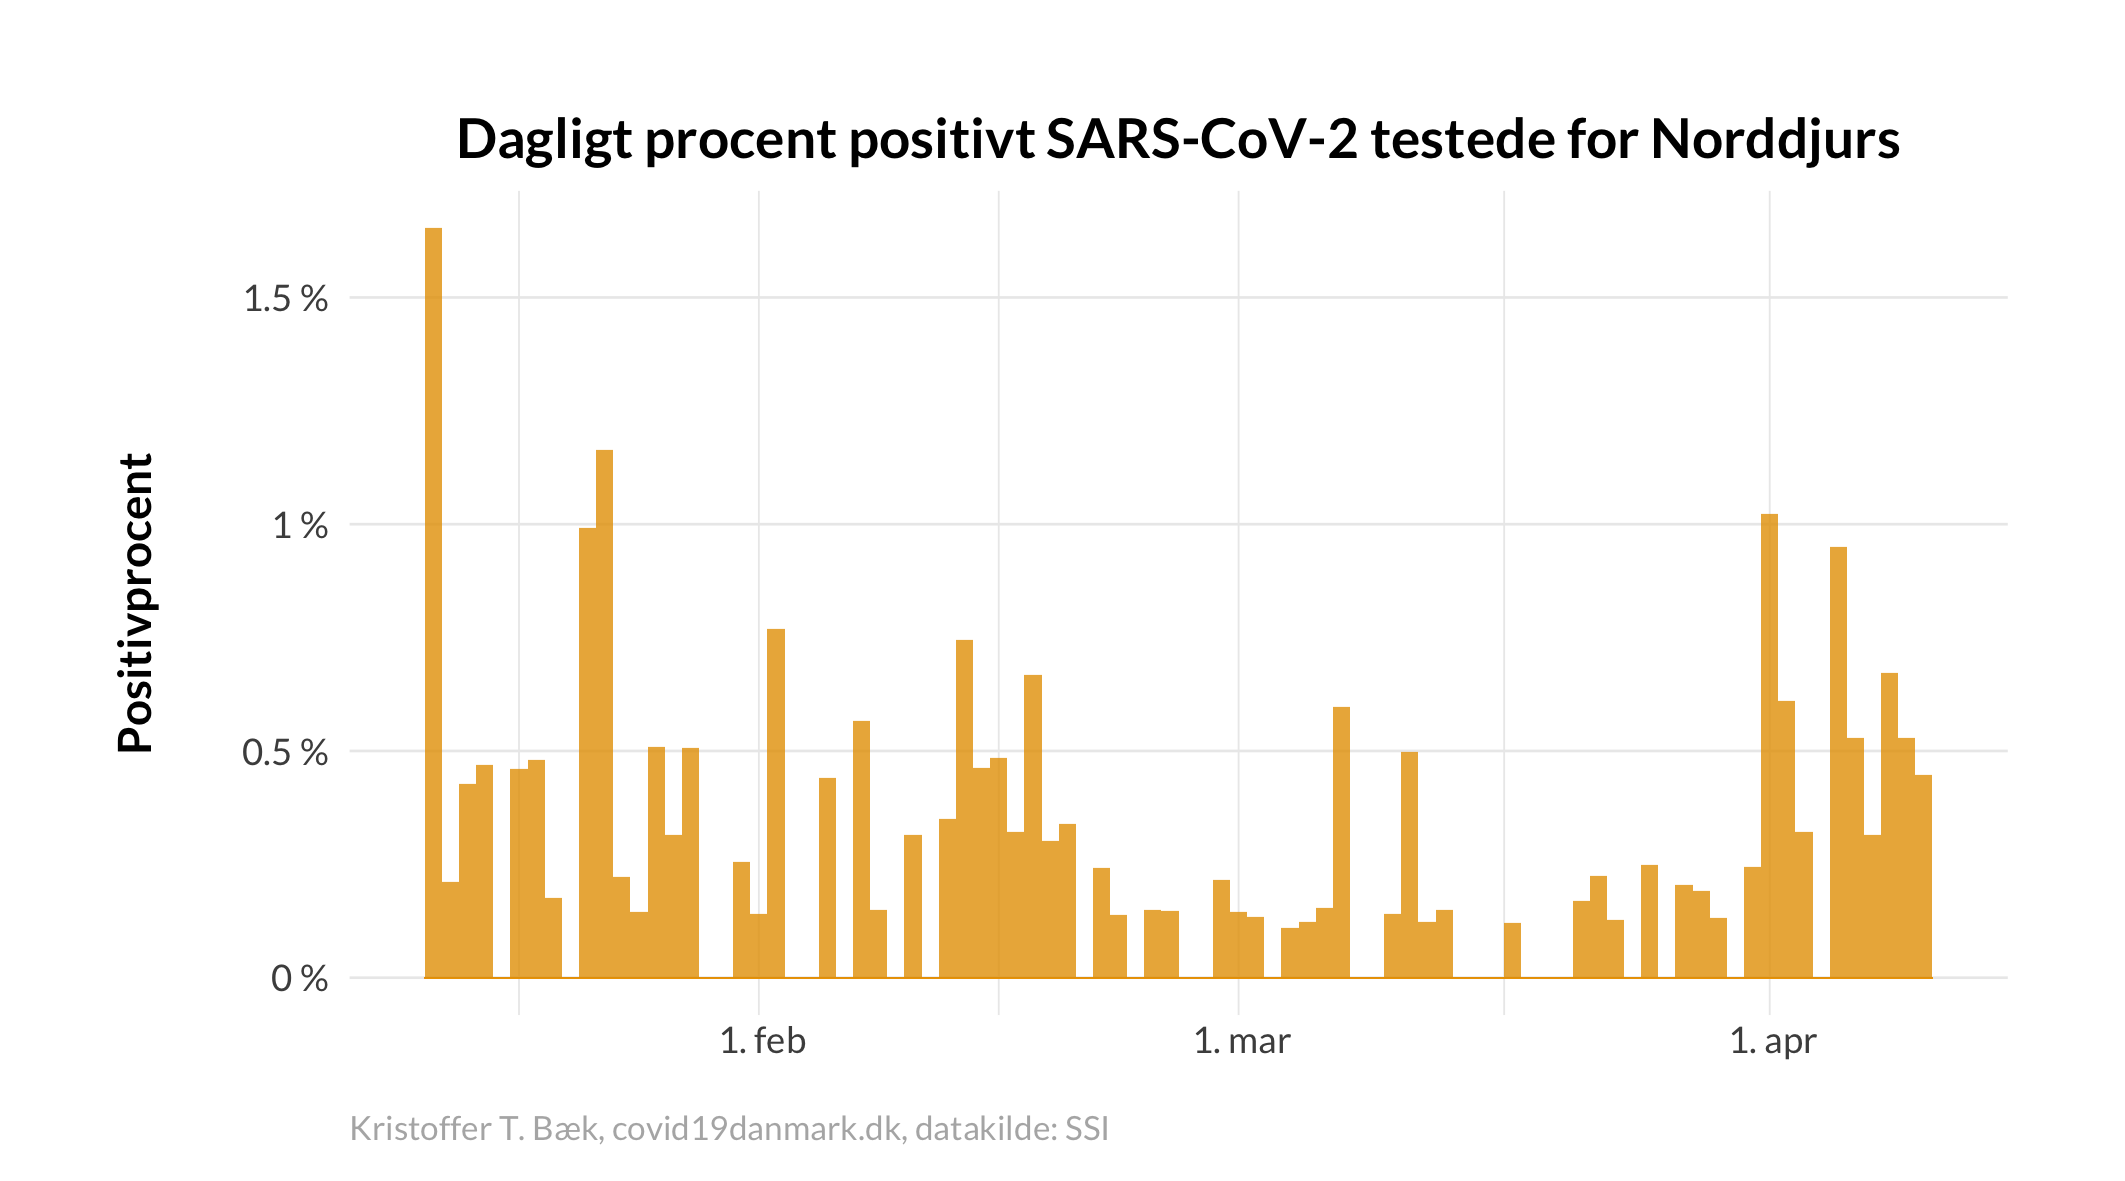 Dagligt procent positivt SARS-CoV-2 testede for Norddjurs
Positivprocent
1.5 %
1 %
0.5 %
0 %
1. feb
1. mar
1. apr
Kristoffer T. Bæk, covid19danmark.dk, datakilde: SSI